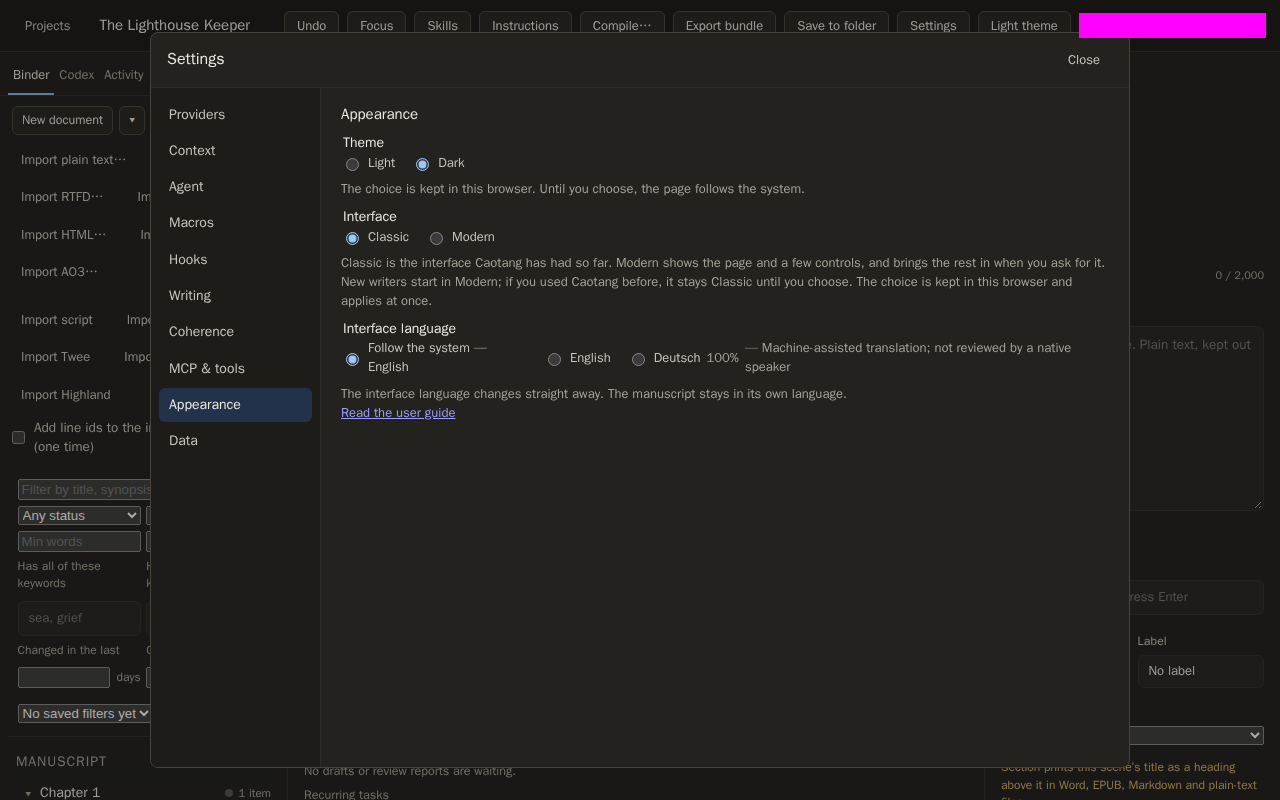 Projects
The Lighthouse Keeper
Undo
Focus
Skills
Instructions
Compile…
Export bundle
Save to folder
Settings
Light theme
Settings
Close
Binder
Codex
Activity
New document
Import plain text…
Import RTFD…
Import HTML…
Import AO3…
Import script
Import Twee
Import Highland
Add line ids to the
(one time)
Filter by title, synopsis
Any status
Min words
Has all of these
keywords
sea, grief
Changed in the last
days
No saved filters yet
MANUSCRIPT
Chapter 1
1 item
Providers
Context
Agent
Macros
Hooks
Writing
Coherence
MCP & tools
Appearance
Data
Appearance
Theme
Light
Dark
The choice is kept in this browser. Until you choose, the page follows the system.
Interface
Classic
Modern
Classic is the interface Caotang has had so far. Modern shows the page and a few controls, and brings the rest in when you ask for it.
New writers start in Modern; if you used Caotang before, it stays Classic until you choose. The choice is kept in this browser and
applies at once.
Interface language
Follow the system —
English
English
Deutsch 100%
— Machine-assisted translation; not reviewed by a native
speaker
The interface language changes straight away. The manuscript stays in its own language.
Read the user guide
0 / 2,000
Plain text, kept out
Enter
Label
No label
No drafts or review reports are waiting.
Recurring tasks
Section prints this scene's title as a heading
above it in Word, EPUB, Markdown and plain-text